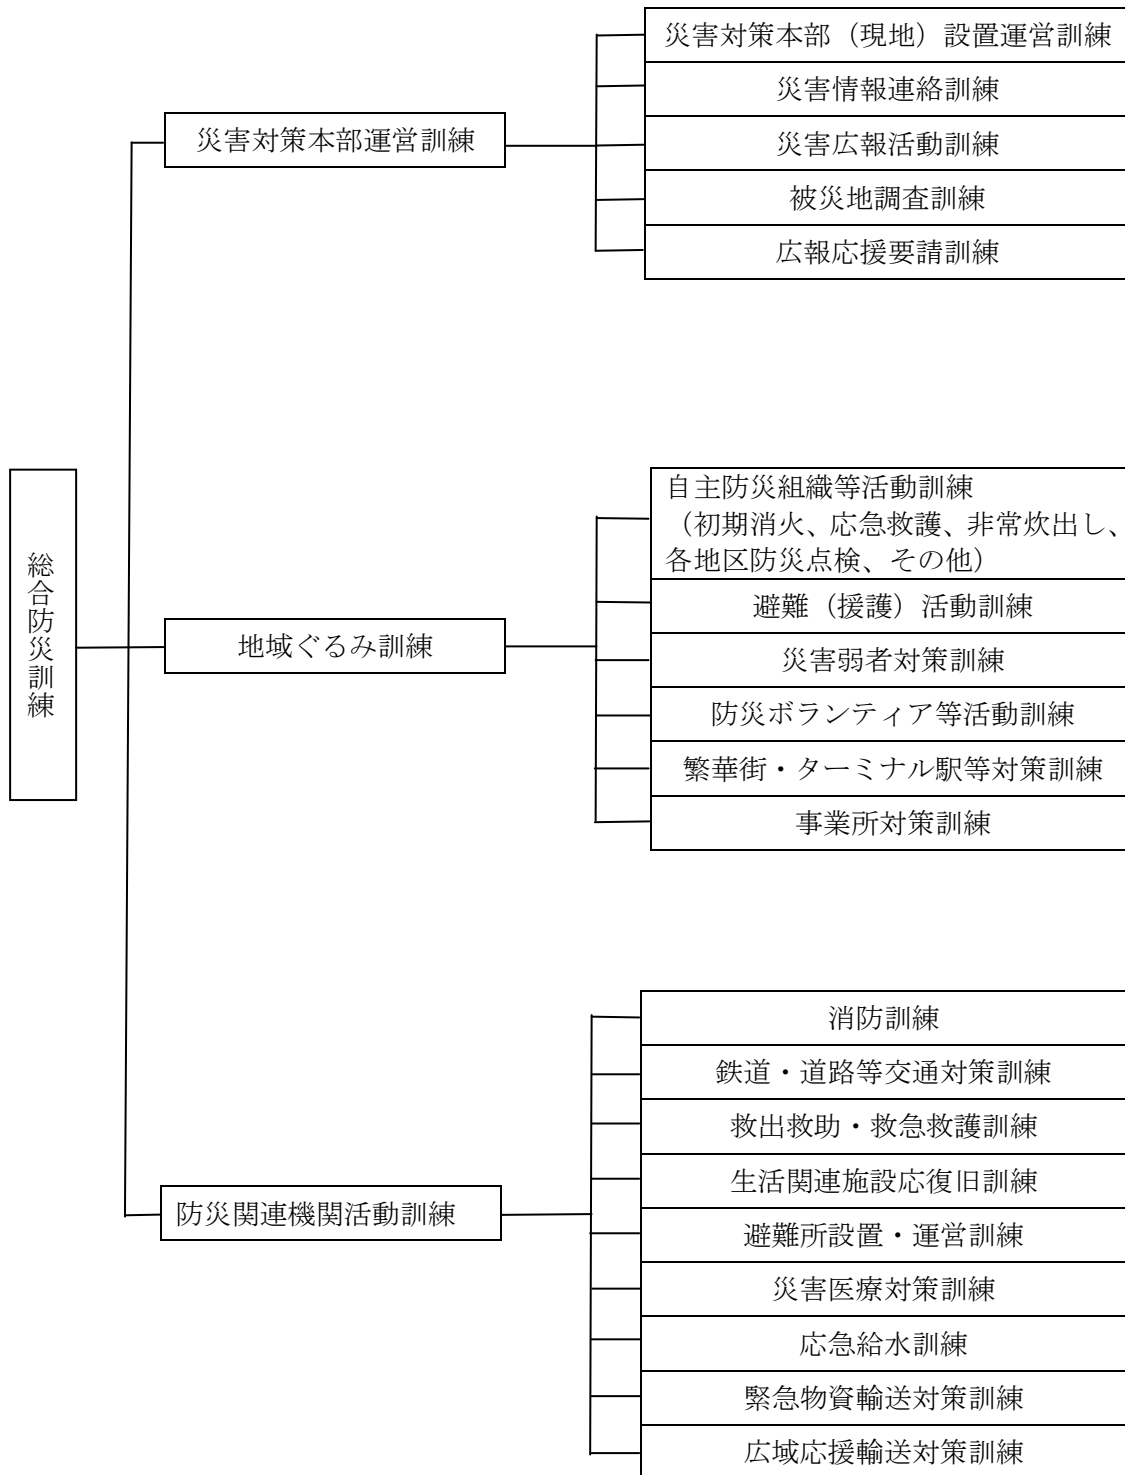 総合防災訓練
災害対策本部運営訓練
災害対策本部（現地）設置運営訓練
災害情報連絡訓練
災害広報活動訓練
被災地調査訓練
広報応援要請訓練
地域ぐるみ訓練
自主防災組織等活動訓練
（初期消火、応急救護、非常炊出し、
各地区防災点検、その他）
避難（援護）活動訓練
災害弱者対策訓練
防災ボランティア等活動訓練
繁華街・ターミナル駅等対策訓練
事業所対策訓練
防災関連機関活動訓練
消防訓練
鉄道・道路等交通対策訓練
救出救助・救急救護訓練
生活関連施設応復旧訓練
避難所設置・運営訓練
災害医療対策訓練
応急給水訓練
緊急物資輸送対策訓練
広域応援輸送対策訓練